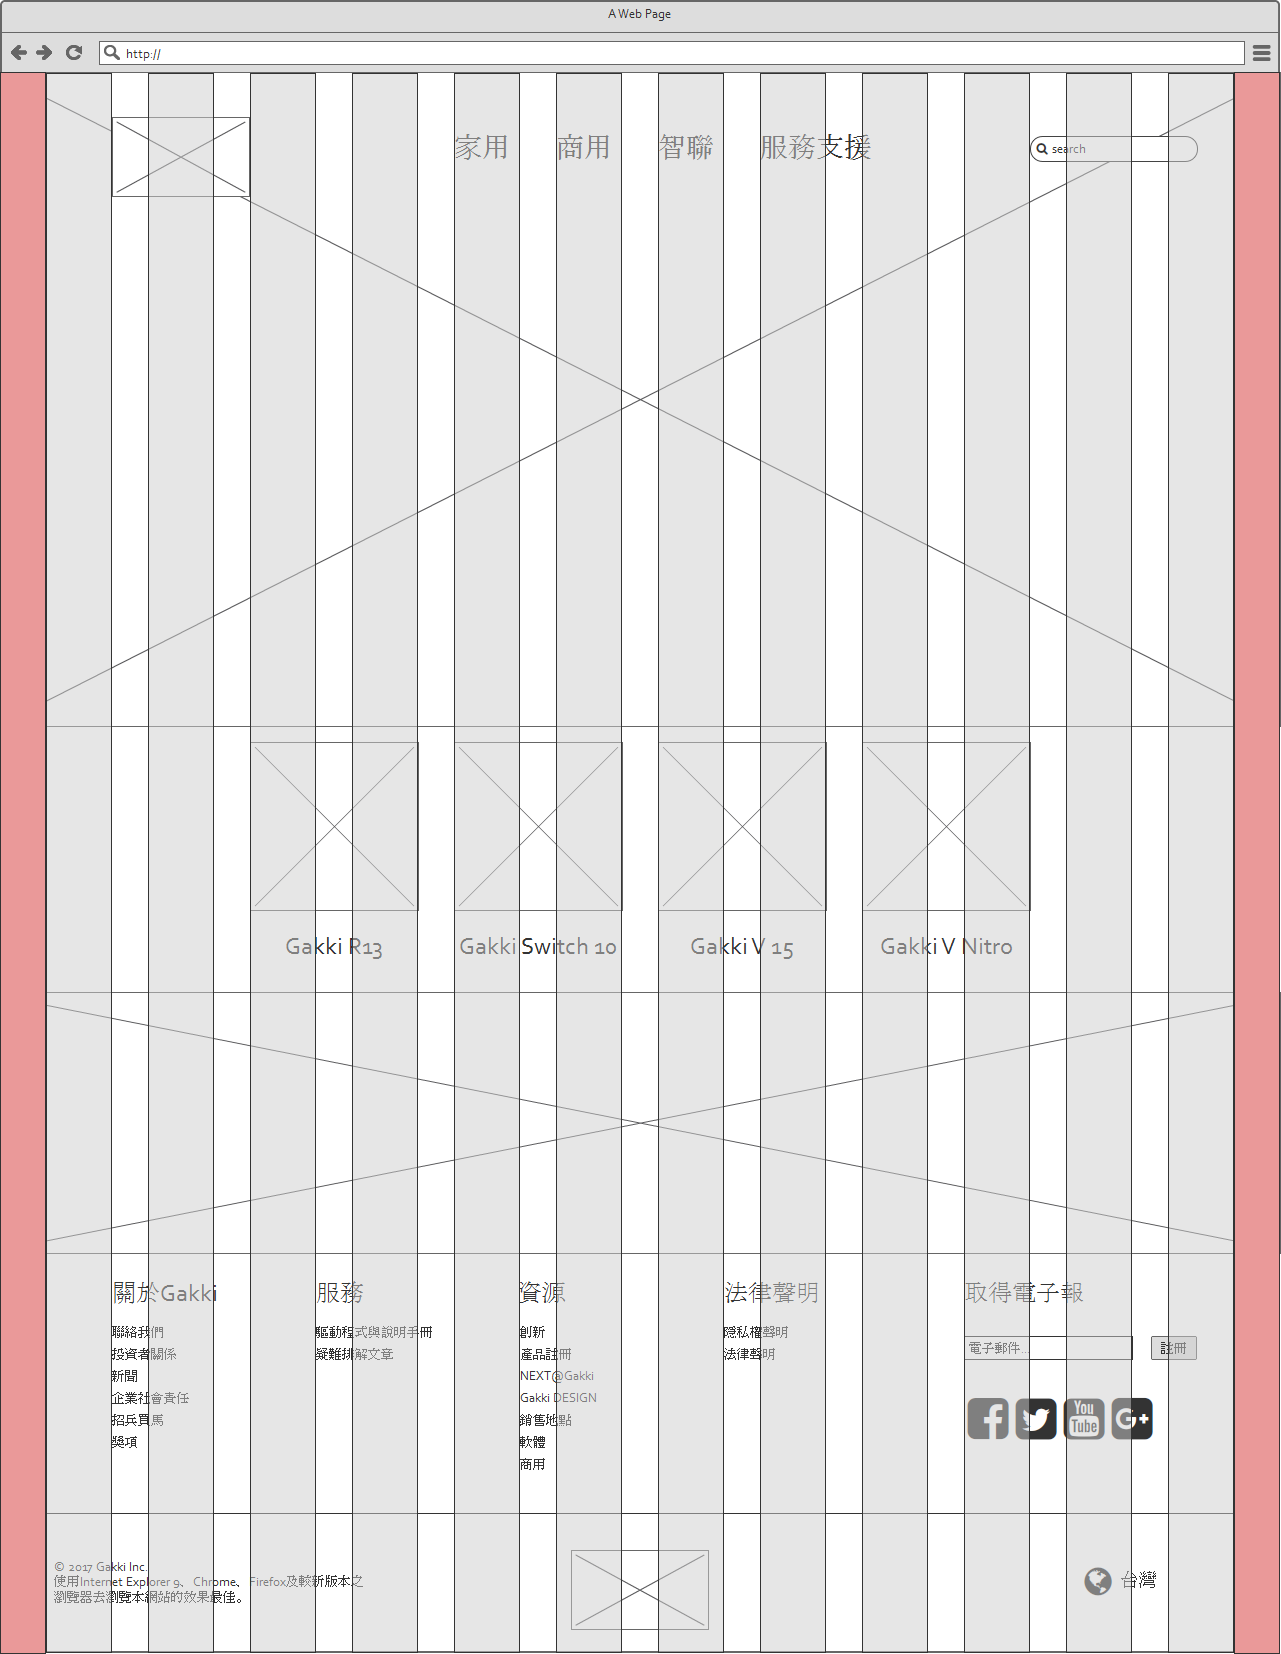 A Web Page
http://
家用 商用 智聯 服務支援 search
Gakki R13 Gakki Switch 10 Gakki V 15 Gakki V Nitro
關於Gakki
聯絡我們
投資者關係
新聞
企業社會責任
招兵買馬
獎項
服務
驅動程式與說明手冊
疑難排解文章
資源
創新
產品註冊
NEXT@Gakki
Gakki DESIGN
銷售地點
軟體
商用
法律聲明
隱私權聲明
法律聲明
取得電子報
電子郵件... 註冊
You
Tube
G+
© 2017 Gakki Inc.
使用Internet Explorer 9、Chrome、Firefox及較新版本之
瀏覽器去瀏覽本網站的效果最佳。
台灣